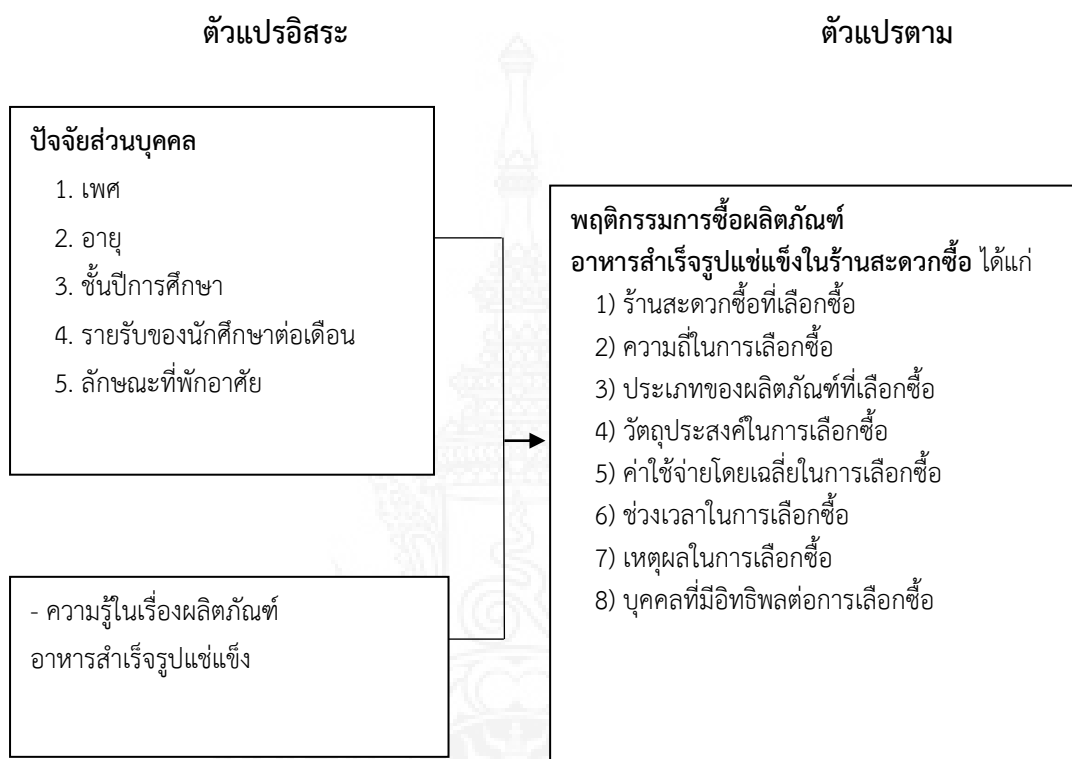 ตัวแปรอิสระ
ตัวแปรตาม
ปัจจัยส่วนบุคคล
1. เพศ
2. อายุ
3. ชั้นปีการศึกษา
4. รายรับของนักศึกษาต่อเดือน
5. ลักษณะที่พักอาศัย
- ความรู้ในเรื่องผลิตภัณฑ์
อาหารสำเร็จรูปแช่แข็ง
พฤติกรรมการซื้อผลิตภัณฑ์
อาหารสำเร็จรูปแช่แข็งในร้านสะดวกซื้อ ได้แก่
1) ร้านสะดวกซื้อที่เลือกซื้อ
2) ความถี่ในการเลือกซื้อ
3) ประเภทของผลิตภัณฑ์ที่เลือกซื้อ
4) วัตถุประสงค์ในการเลือกซื้อ
5) ค่าใช้จ่ายโดยเฉลี่ยในการเลือกซื้อ
6) ช่วงเวลาในการเลือกซื้อ
7) เหตุผลในการเลือกซื้อ
8) บุคคลที่มีอิทธิพลต่อการเลือกซื้อ